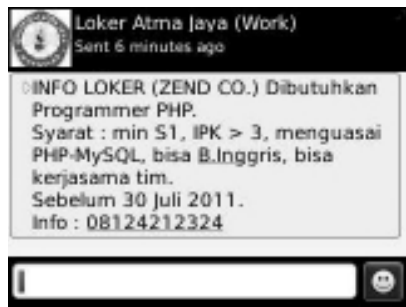 Loker Atma Jaya (Work)
Sent 6 minutes ago
INFO LOKER (ZEND CO.) Dibutuhkan
Programmer PHP.
Syarat : min S1, IPK > 3, menguasai
PHP-MySQL, bisa B.Inggris, bisa
kerjasama tim.
Sebelum 30 Juli 2011.
Info : 08124212324